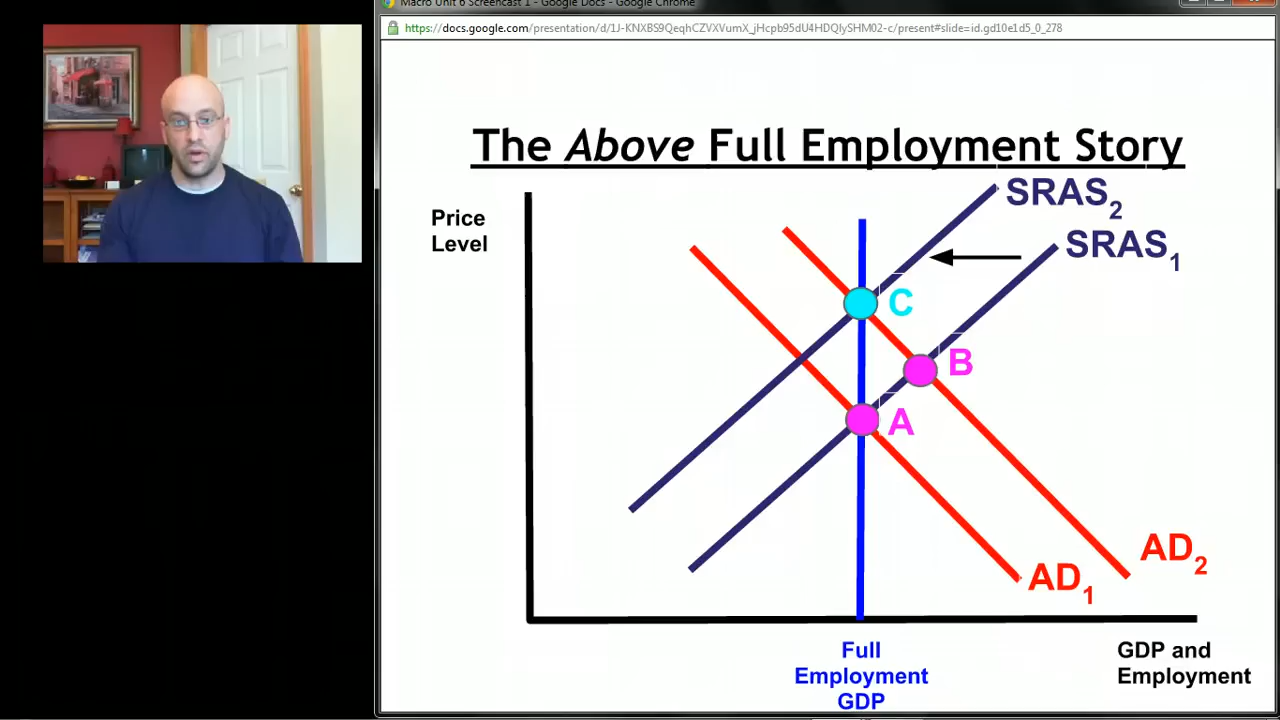 Macro Unit 6 Screencast 1 - Google Docs - Google Chrome
https://docs.google.com/presentation/d/1J-KNXBS9QeqhCZVXVumX_jHcpb95dU4HDQIySHM02-c/present#slide=id.gd10e1d5_0_278
The Above Full Employment Story
Price
Level
SRAS2
SRAS1
C
B
A
AD2
AD1
Full
Employment
GDP
GDP and
Employment